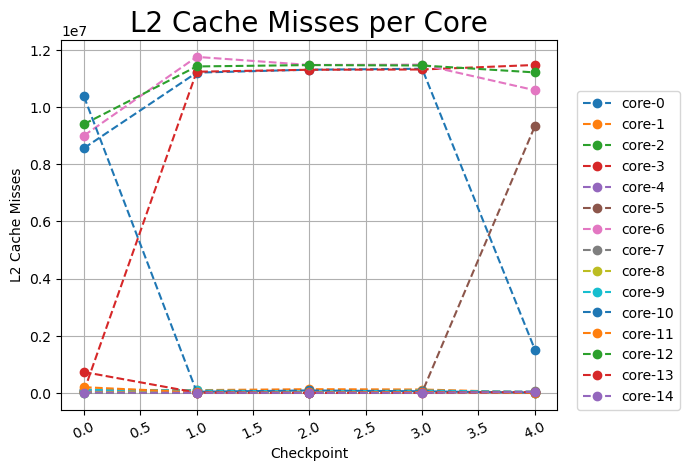 L2 Cache Misses per Core
1e7
1.2
1.0
0.8
0.6
0.4
0.2
0.0
L2 Cache Misses
0.0 0.5 1.0 1.5 2.0 2.5 3.0 3.5 4.0
Checkpoint
core-0
core-1
core-2
core-3
core-4
core-5
core-6
core-7
core-8
core-9
core-10
core-11
core-12
core-13
core-14